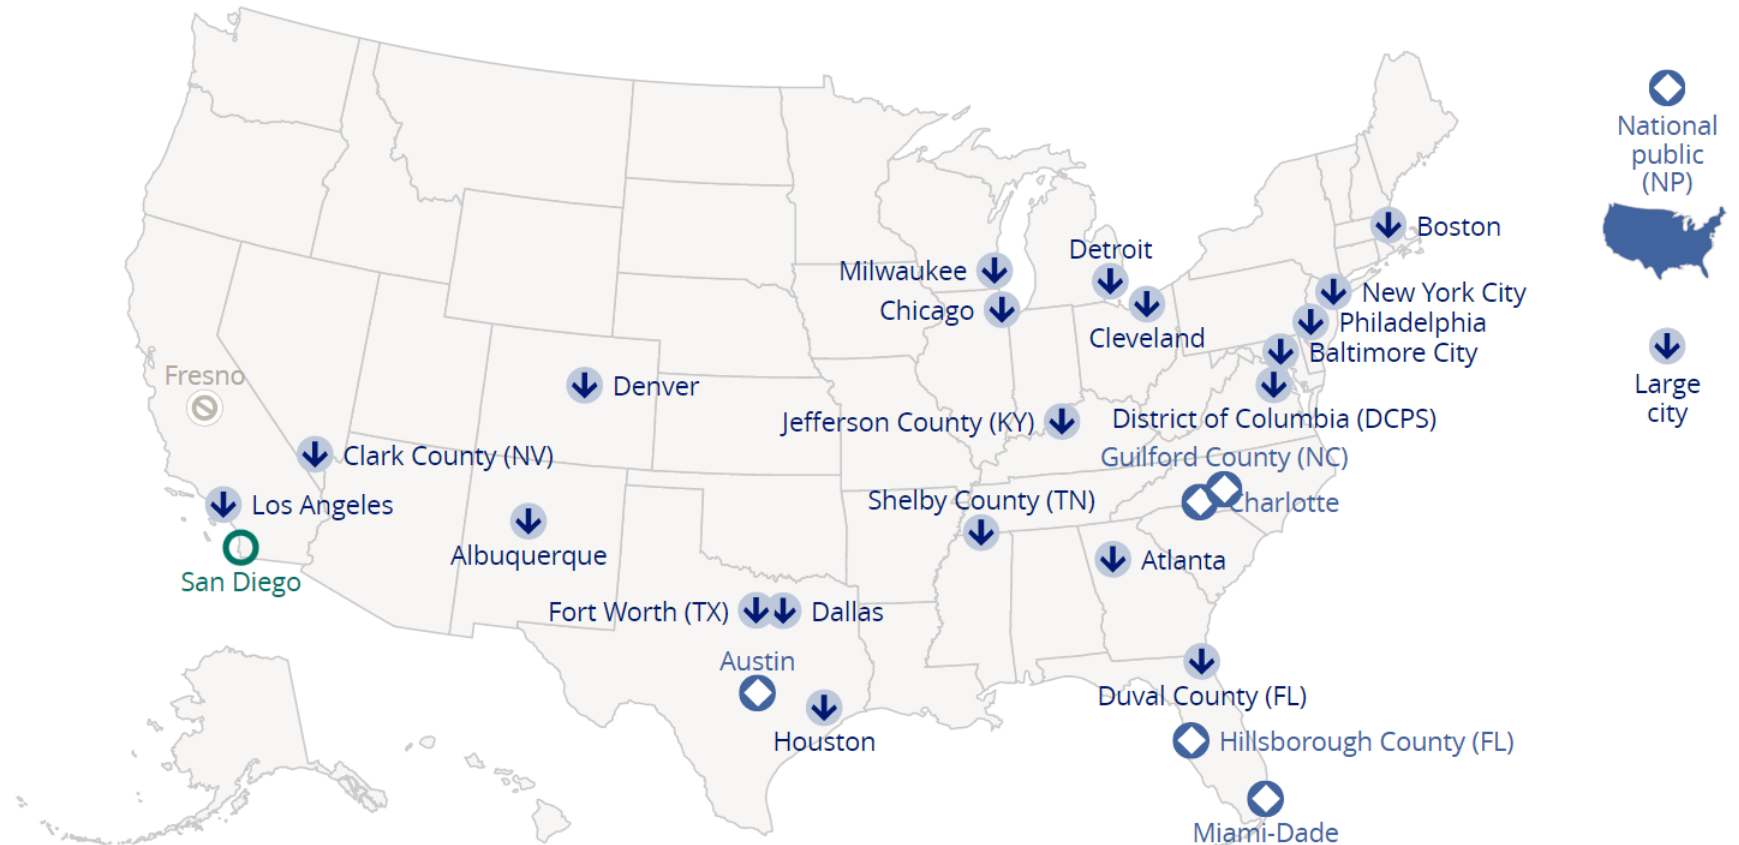 National
public
(NP)
Boston
Detroit
Milwaukee
New York City
Chicago
Philadelphia
Cleveland
Baltimore City
Large
city
Fresno
Denver
Jefferson County (KY)
District of Columbia (DCPS)
Clark County (NV)
Guilford County (NC)
Los Angeles
Shelby County (TN)
Charlotte
Albuquerque
Atlanta
San Diego
Fort Worth (TX)
Dallas
Austin
Duval County (FL)
Houston
Hillsborough County (FL)
Miami-Dade